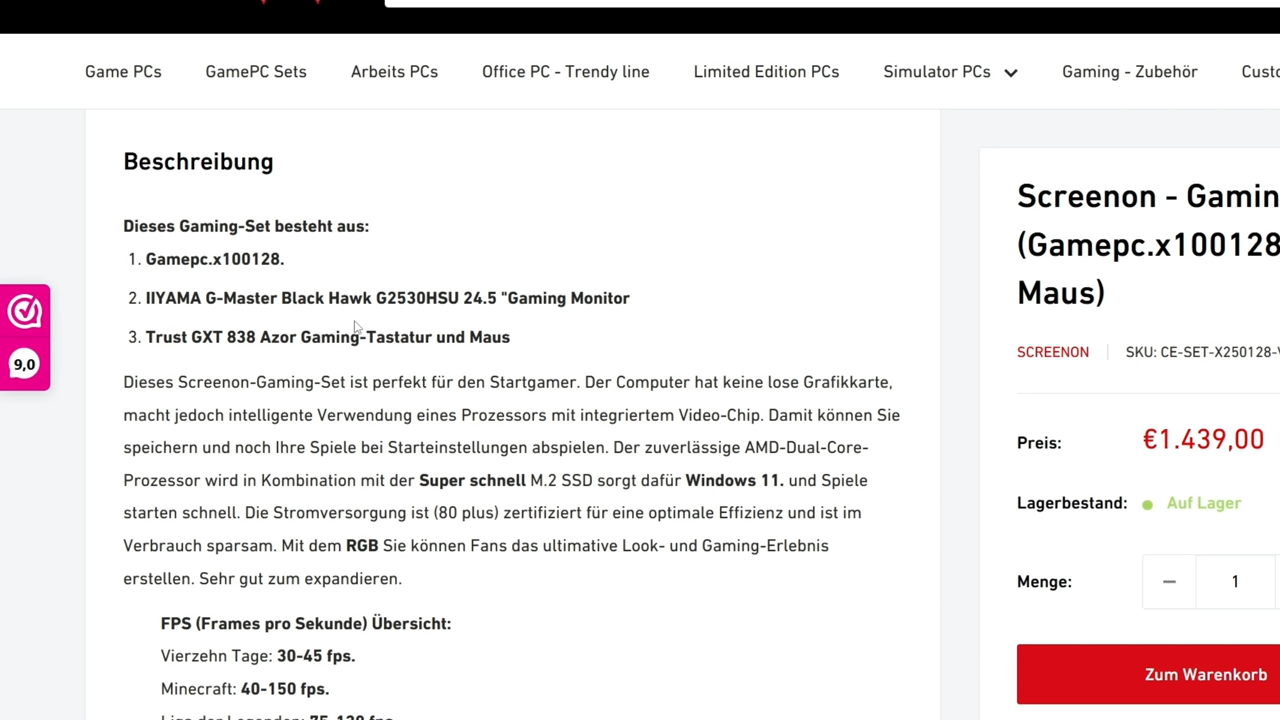 Game PCs GamePC Sets Arbeits PCs Office PC - Trendy line Limited Edition PCs Simulator PCs Gaming - Zubehör Custo
Beschreibung
Dieses Gaming-Set besteht aus:
1. Gamepc.x100128.
2. IIYAMA G-Master Black Hawk G2530HSU 24.5 "Gaming Monitor
3. Trust GXT 838 Azor Gaming-Tastatur und Maus
Dieses Screenon-Gaming-Set ist perfekt für den Startgamer. Der Computer hat keine lose Grafikkarte,
macht jedoch intelligente Verwendung eines Prozessors mit integriertem Video-Chip. Damit können Sie
speichern und noch Ihre Spiele bei Starteinstellungen abspielen. Der zuverlässige AMD-Dual-Core-
Prozessor wird in Kombination mit der Super schnell M.2 SSD sorgt dafür Windows 11. und Spiele
starten schnell. Die Stromversorgung ist (80 plus) zertifiziert für eine optimale Effizienz und ist im
Verbrauch sparsam. Mit dem RGB Sie können Fans das ultimative Look- und Gaming-Erlebnis
erstellen. Sehr gut zum expandieren.
FPS (Frames pro Sekunde) Übersicht:
Vierzehn Tage: 30-45 fps.
Minecraft: 40-150 fps.
Liga der Legenden: 75-130 fps.
9,0
Screenon - Gamin
(Gamepc.x100128
Maus)
SCREENON SKU: CE-SET-X250128-
Preis: €1.439,00
Lagerbestand: Auf Lager
Menge: − 1
Zum Warenkorb